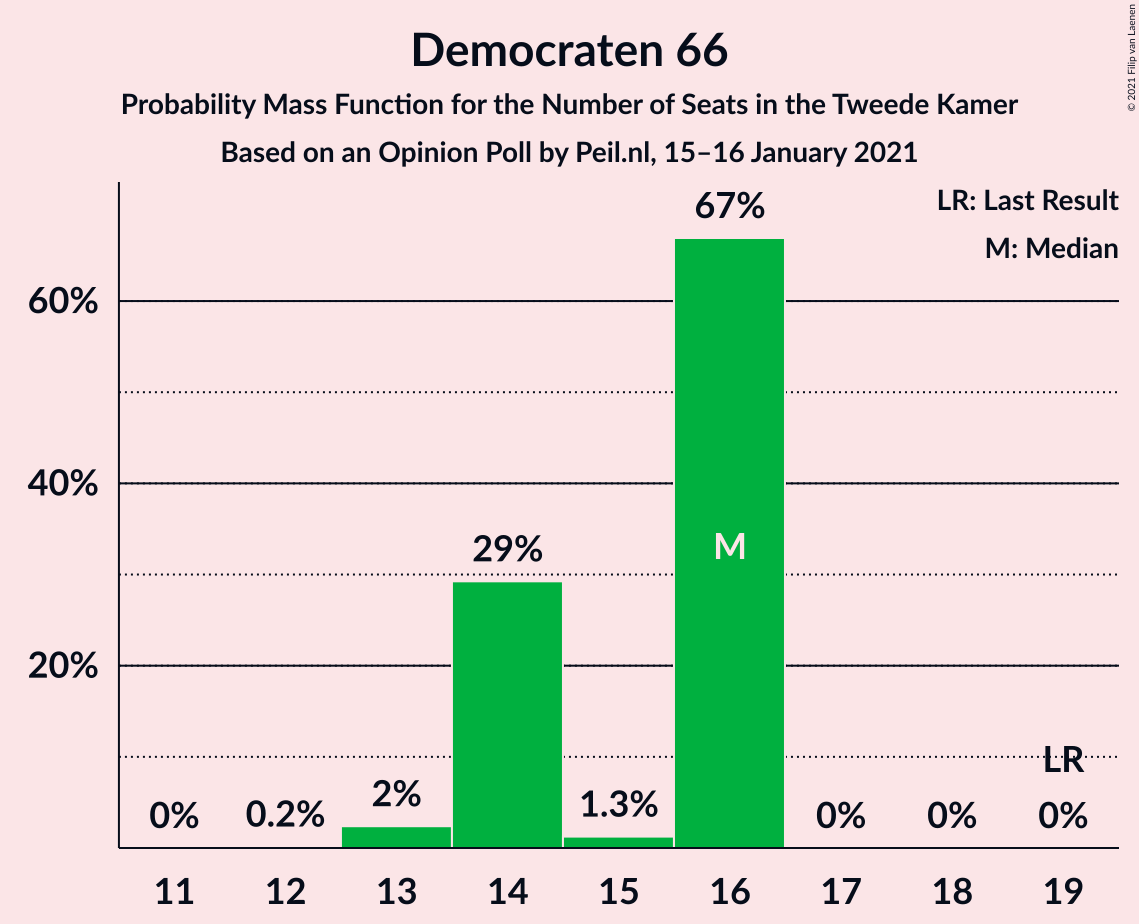 Democraten 66
Probability Mass Function for the Number of Seats in the Tweede Kamer
Based on an Opinion Poll by Peil.nl, 15–16 January 2021
© 2021 Filip van Laenen
LR: Last Result
M: Median
60%
40%
20%
0%
0.2%
2%
29%
1.3%
67%
M
0%
0%
LR
0%
11 12 13 14 15 16 17 18 19